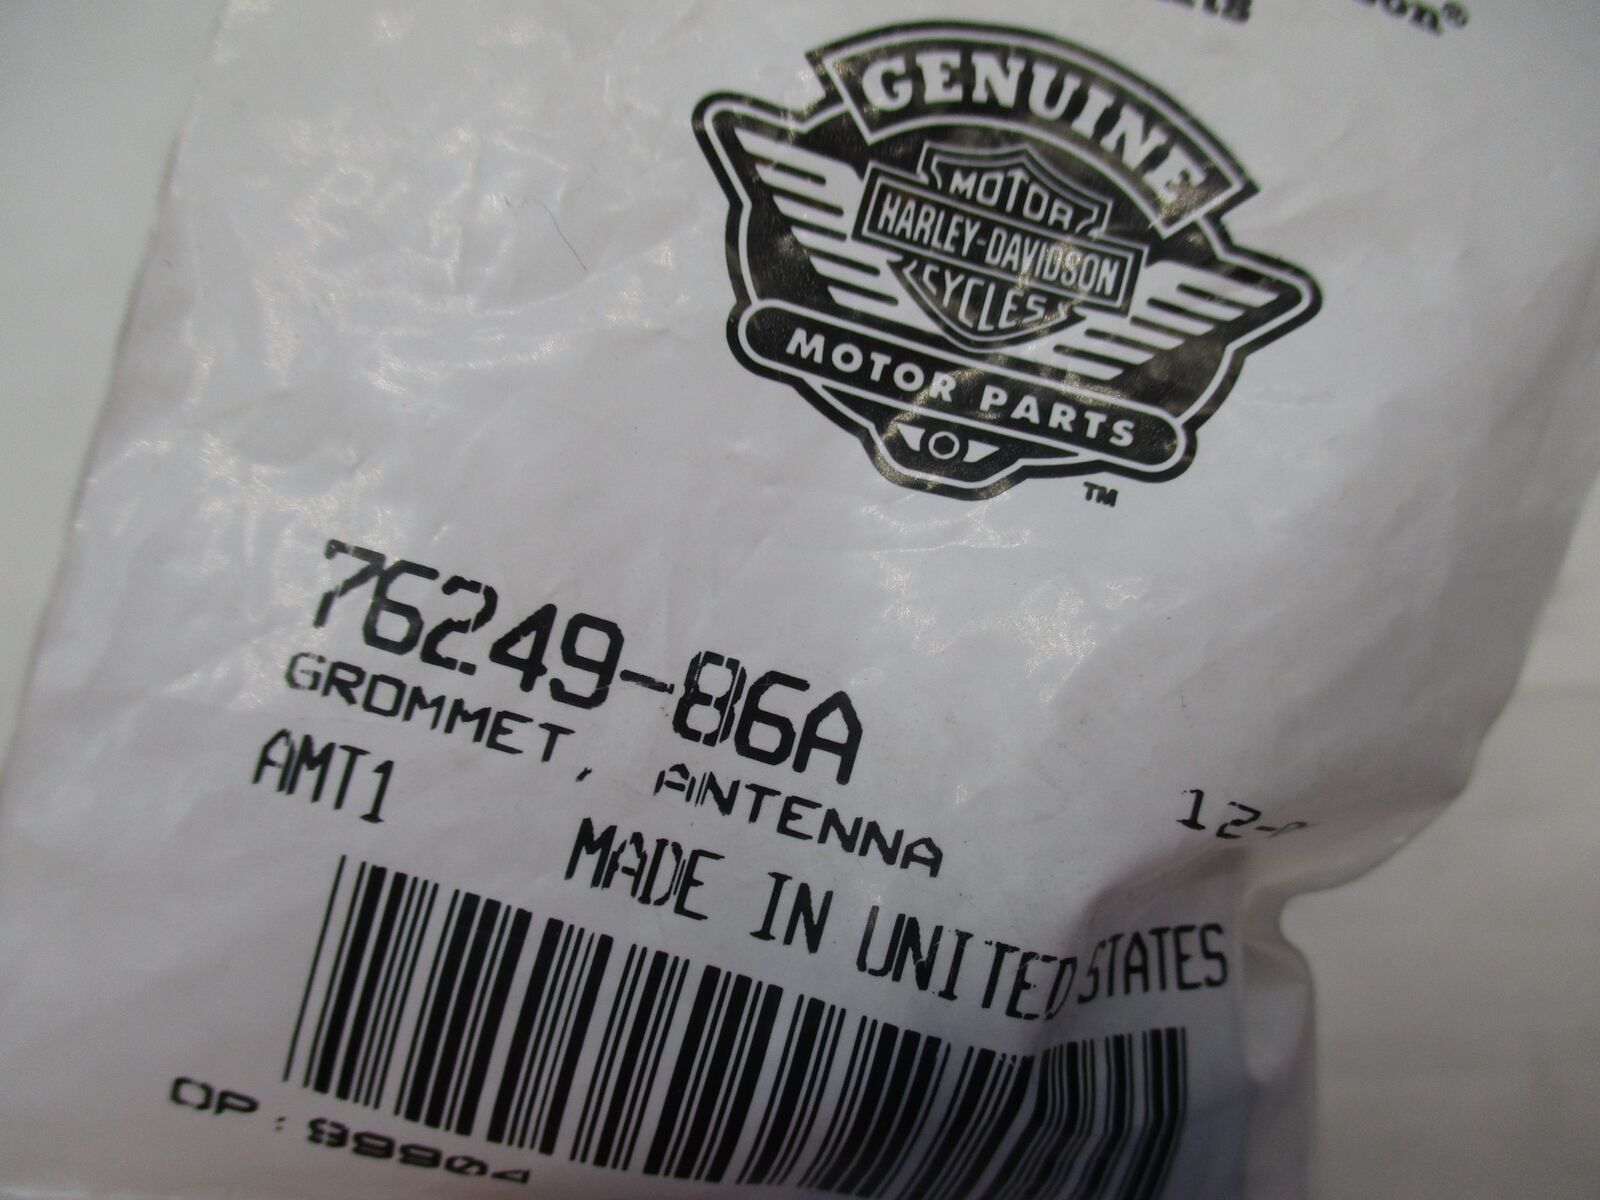 GENUINE
MOTOR
HARLEY-DAVIDSON
CYCLES
MOTOR PARTS
TM
76249-86A
GROMMET, ANTENNA
AMT1
12-
MADE IN UNITED STATES
OP: 99904